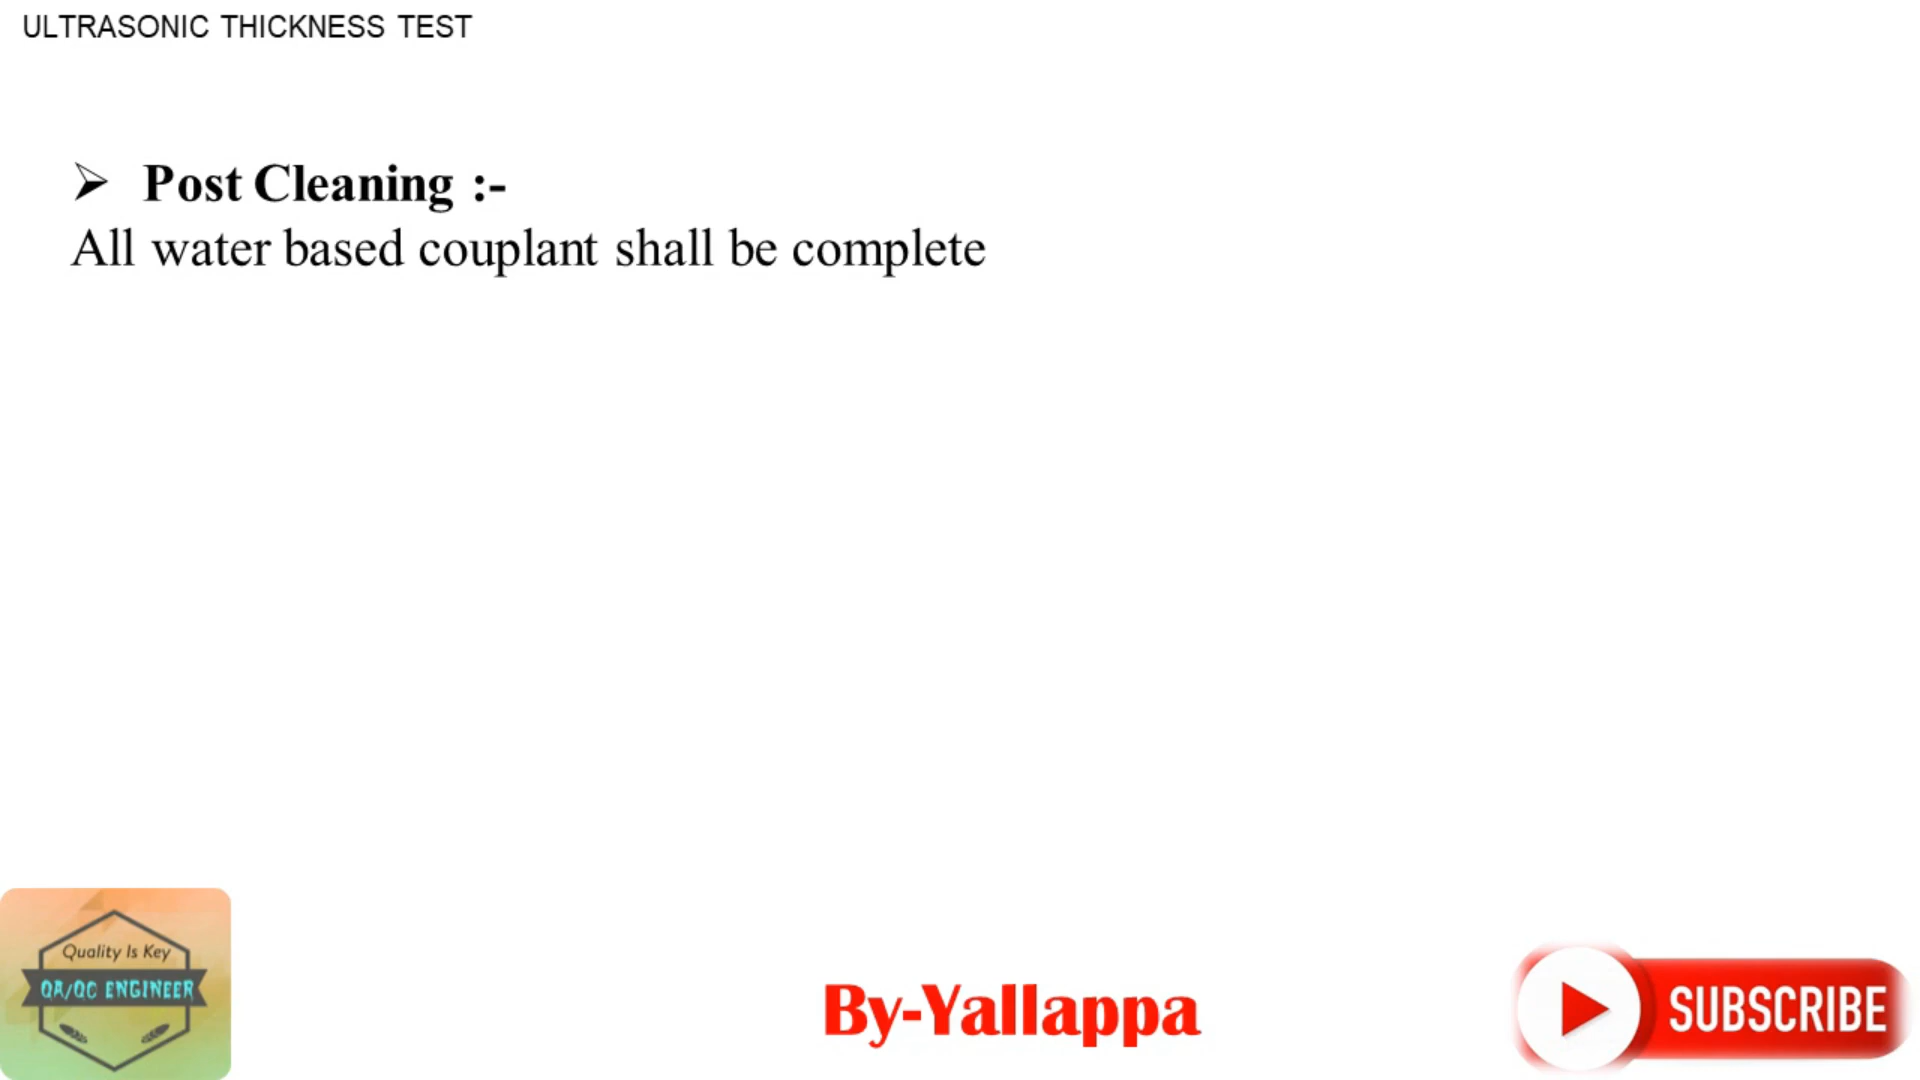 ULTRASONIC THICKNESS TEST
➢ Post Cleaning :-
All water based couplant shall be complete
Quality Is Key
QA/QC ENGINEER
By-Yallappa
SUBSCRIBE